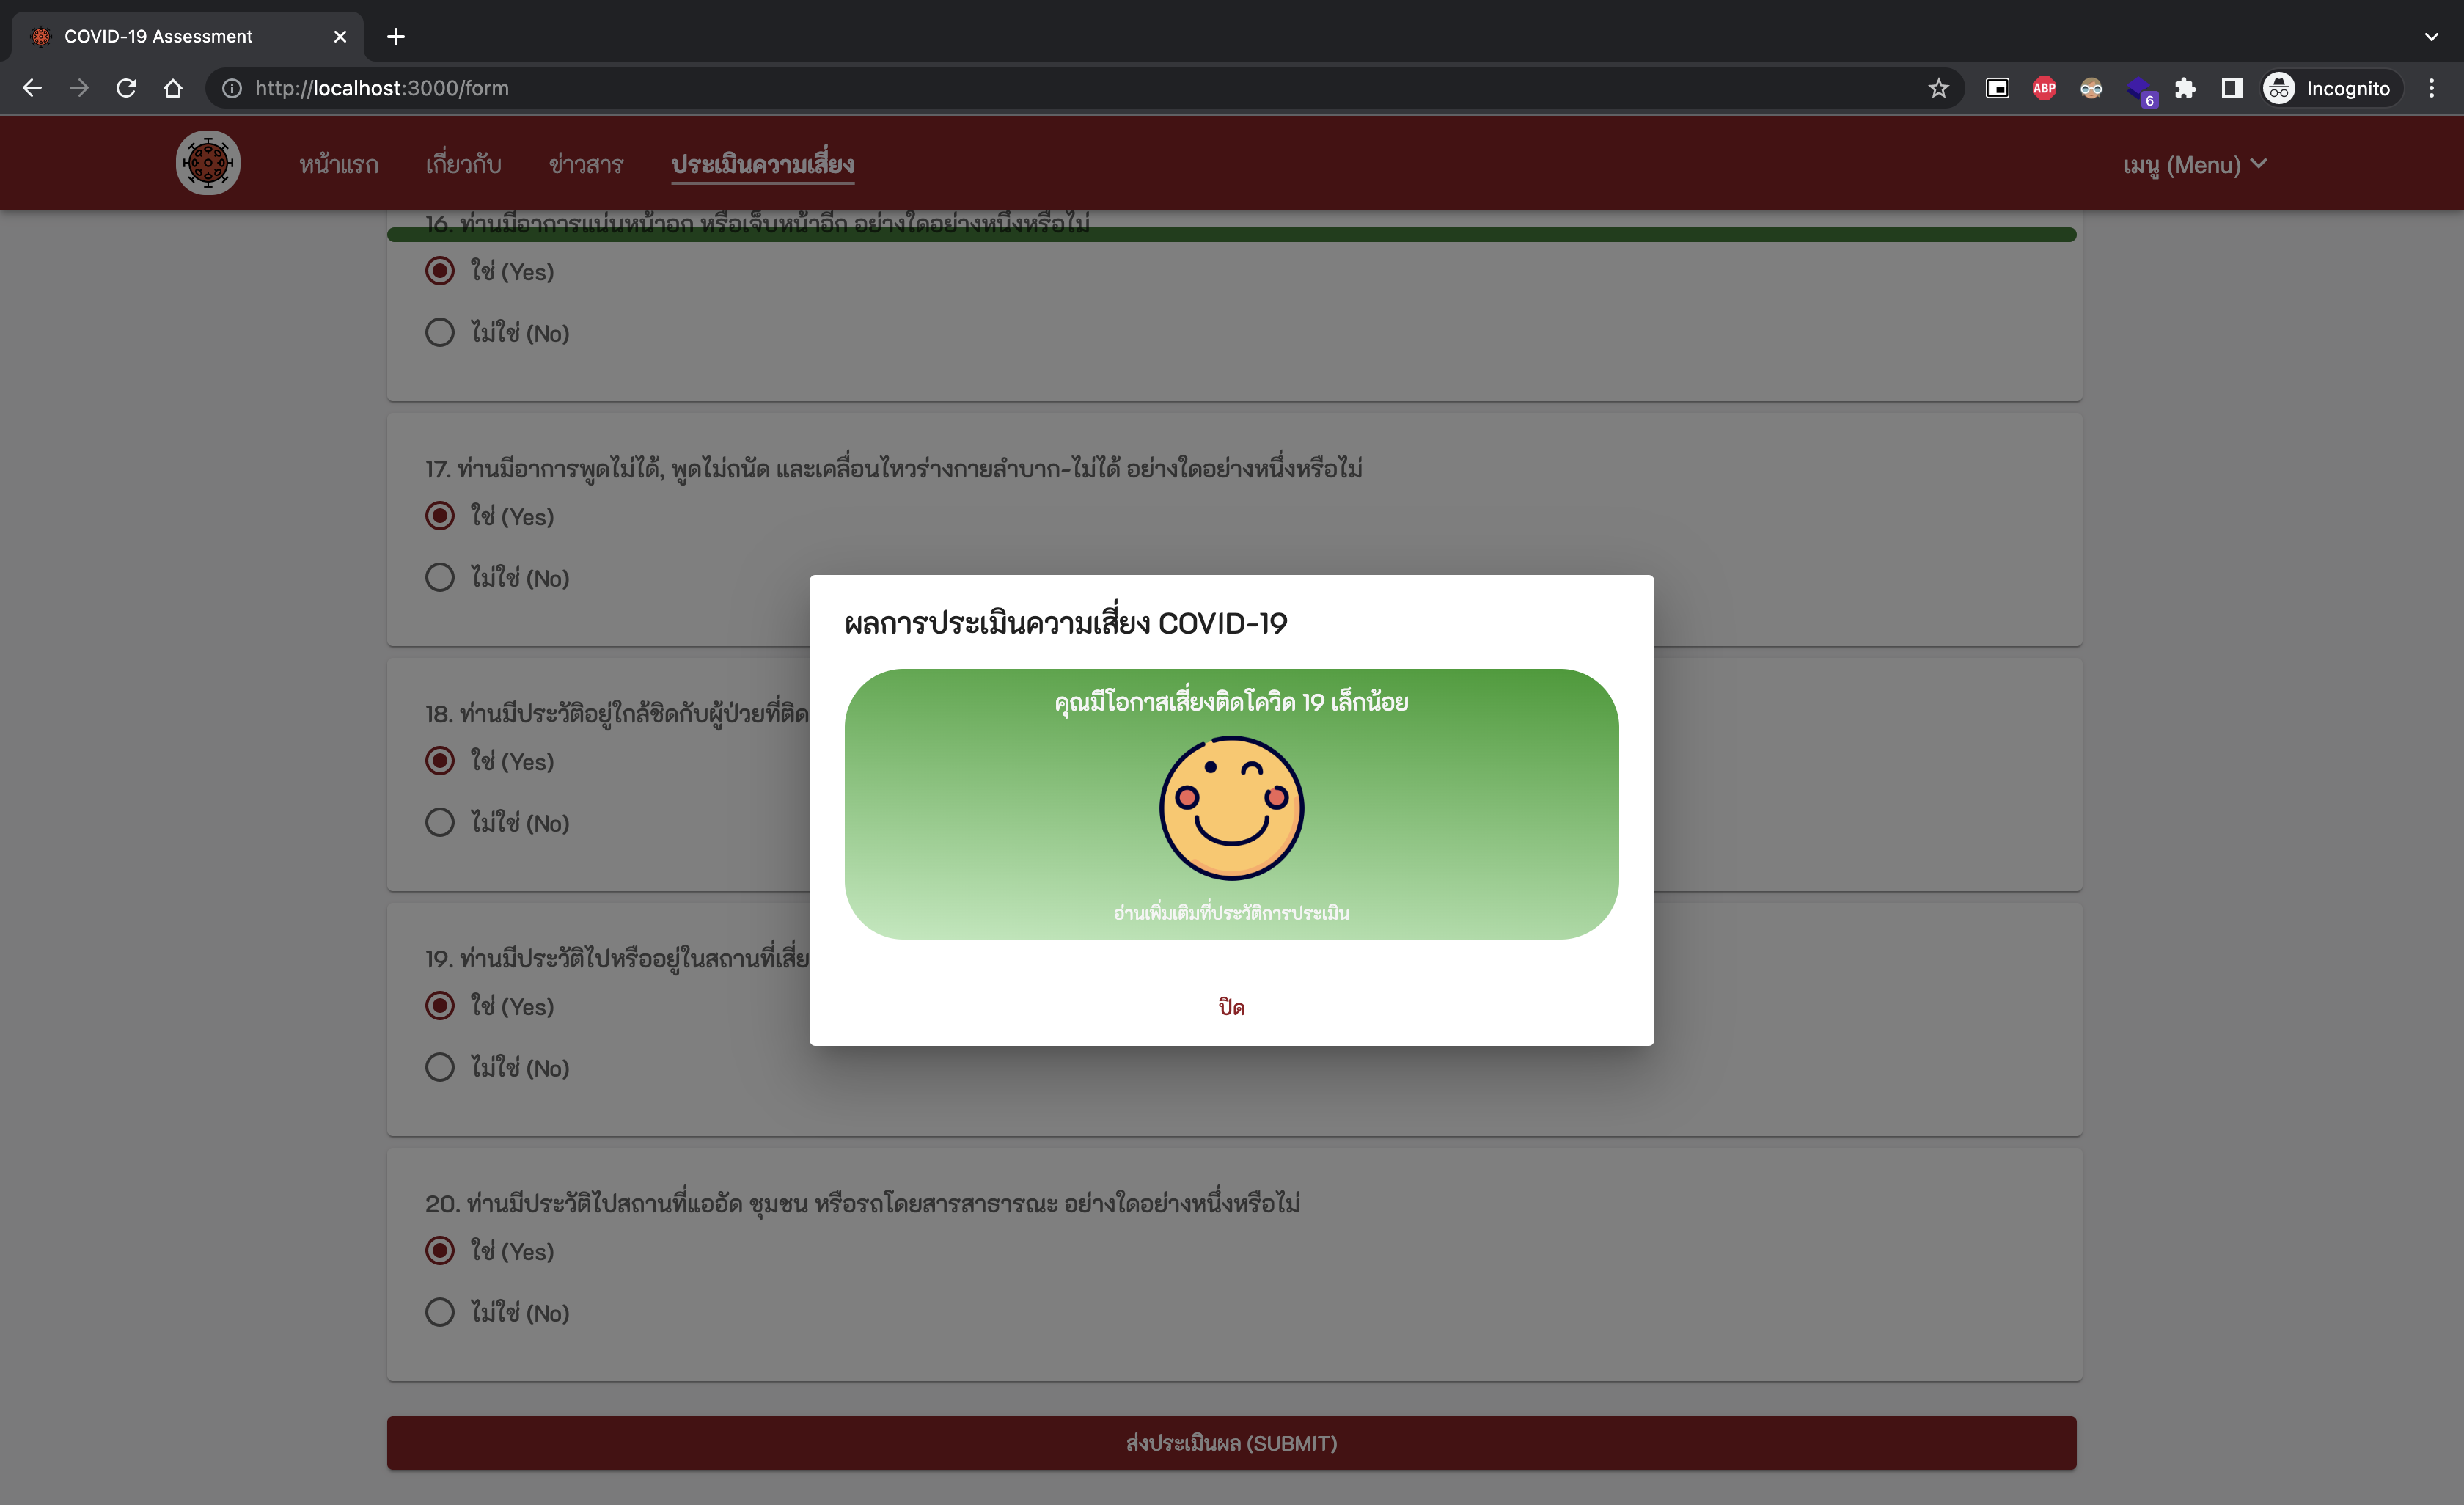 COVID-19 Assessment
http://localhost:3000/form
ABP
6
Incognito
หน้าแรก
เกี่ยวกับ
ข่าวสาร
ประเมินความเสี่ยง
เมนู (Menu)
16. ท่านมีอาการแน่นหน้าอก หรือเจ็บหน้าอก อย่างใดอย่างหนึ่งหรือไม่
ใช่ (Yes)
ไม่ใช่ (No)
17. ท่านมีอาการพูดไม่ได้, พูดไม่ถนัด และเคลื่อนไหวร่างกายลำบาก-ไม่ได้ อย่างใดอย่างหนึ่งหรือไม่
ใช่ (Yes)
ไม่ใช่ (No)
ผลการประเมินความเสี่ยง COVID-19
คุณมีโอกาสเสี่ยงติดโควิด 19 เล็กน้อย
อ่านเพิ่มเติมที่ประวัติการประเมิน
ปิด
18. ท่านมีประวัติอยู่ใกล้ชิดกับผู้ป่วยที่ติด
ใช่ (Yes)
ไม่ใช่ (No)
19. ท่านมีประวัติไปหรืออยู่ในสถานที่เสี่ย
ใช่ (Yes)
ไม่ใช่ (No)
20. ท่านมีประวัติไปสถานที่แออัด ชุมชน หรือรถโดยสารสาธารณะ อย่างใดอย่างหนึ่งหรือไม่
ใช่ (Yes)
ไม่ใช่ (No)
ส่งประเมินผล (SUBMIT)